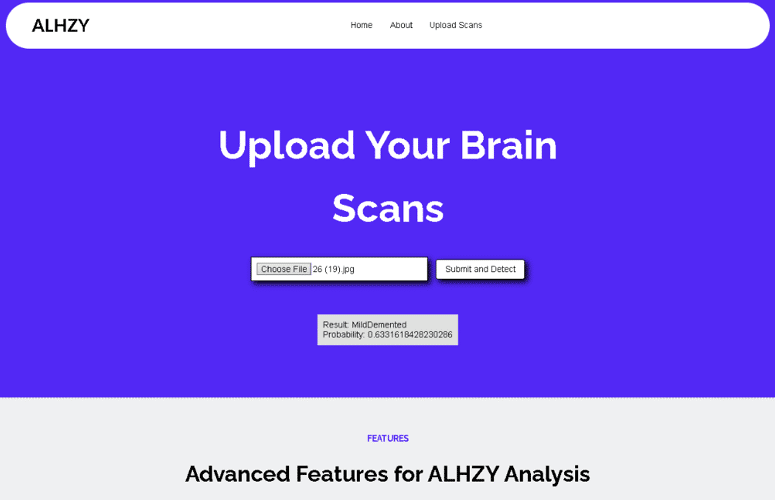 ALHZY
Home About Upload Scans
Upload Your Brain
Scans
Choose File 26 (19).jpg
Submit and Detect
Result: MildDemented
Probability: 0.6331618428230286
FEATURES
Advanced Features for ALHZY Analysis